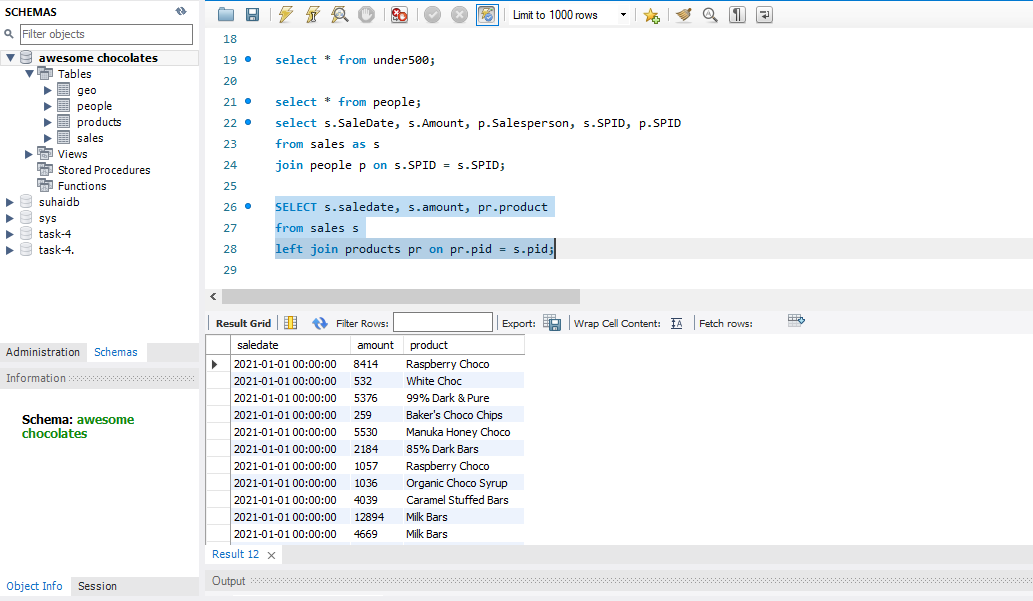 SCHEMAS
Filter objects
awesome chocolates
Tables
geo
people
products
sales
Views
Stored Procedures
Functions
suhaidb
sys
task-4
task-4.
Administration Schemas
Information
Schema: awesome
chocolates
Object Info Session
Limit to 1000 rows
18
19 select * from under500;
20
21 select * from people;
22 select s.SaleDate, s.Amount, p.Salesperson, s.SPID, p.SPID
23 from sales as s
24 join people p on s.SPID = s.SPID;
25
26 SELECT s.saledate, s.amount, pr.product
27 from sales s
28 left join products pr on pr.pid = s.pid;
29
Result Grid Filter Rows: Export: Wrap Cell Content: Fetch rows:
saledate amount product
2021-01-01 00:00:00 8414 Raspberry Choco
2021-01-01 00:00:00 532 White Choc
2021-01-01 00:00:00 5376 99% Dark & Pure
2021-01-01 00:00:00 259 Baker's Choco Chips
2021-01-01 00:00:00 5530 Manuka Honey Choco
2021-01-01 00:00:00 2184 85% Dark Bars
2021-01-01 00:00:00 1057 Raspberry Choco
2021-01-01 00:00:00 1036 Organic Choco Syrup
2021-01-01 00:00:00 4039 Caramel Stuffed Bars
2021-01-01 00:00:00 12894 Milk Bars
2021-01-01 00:00:00 4669 Milk Bars
Result 12
Output